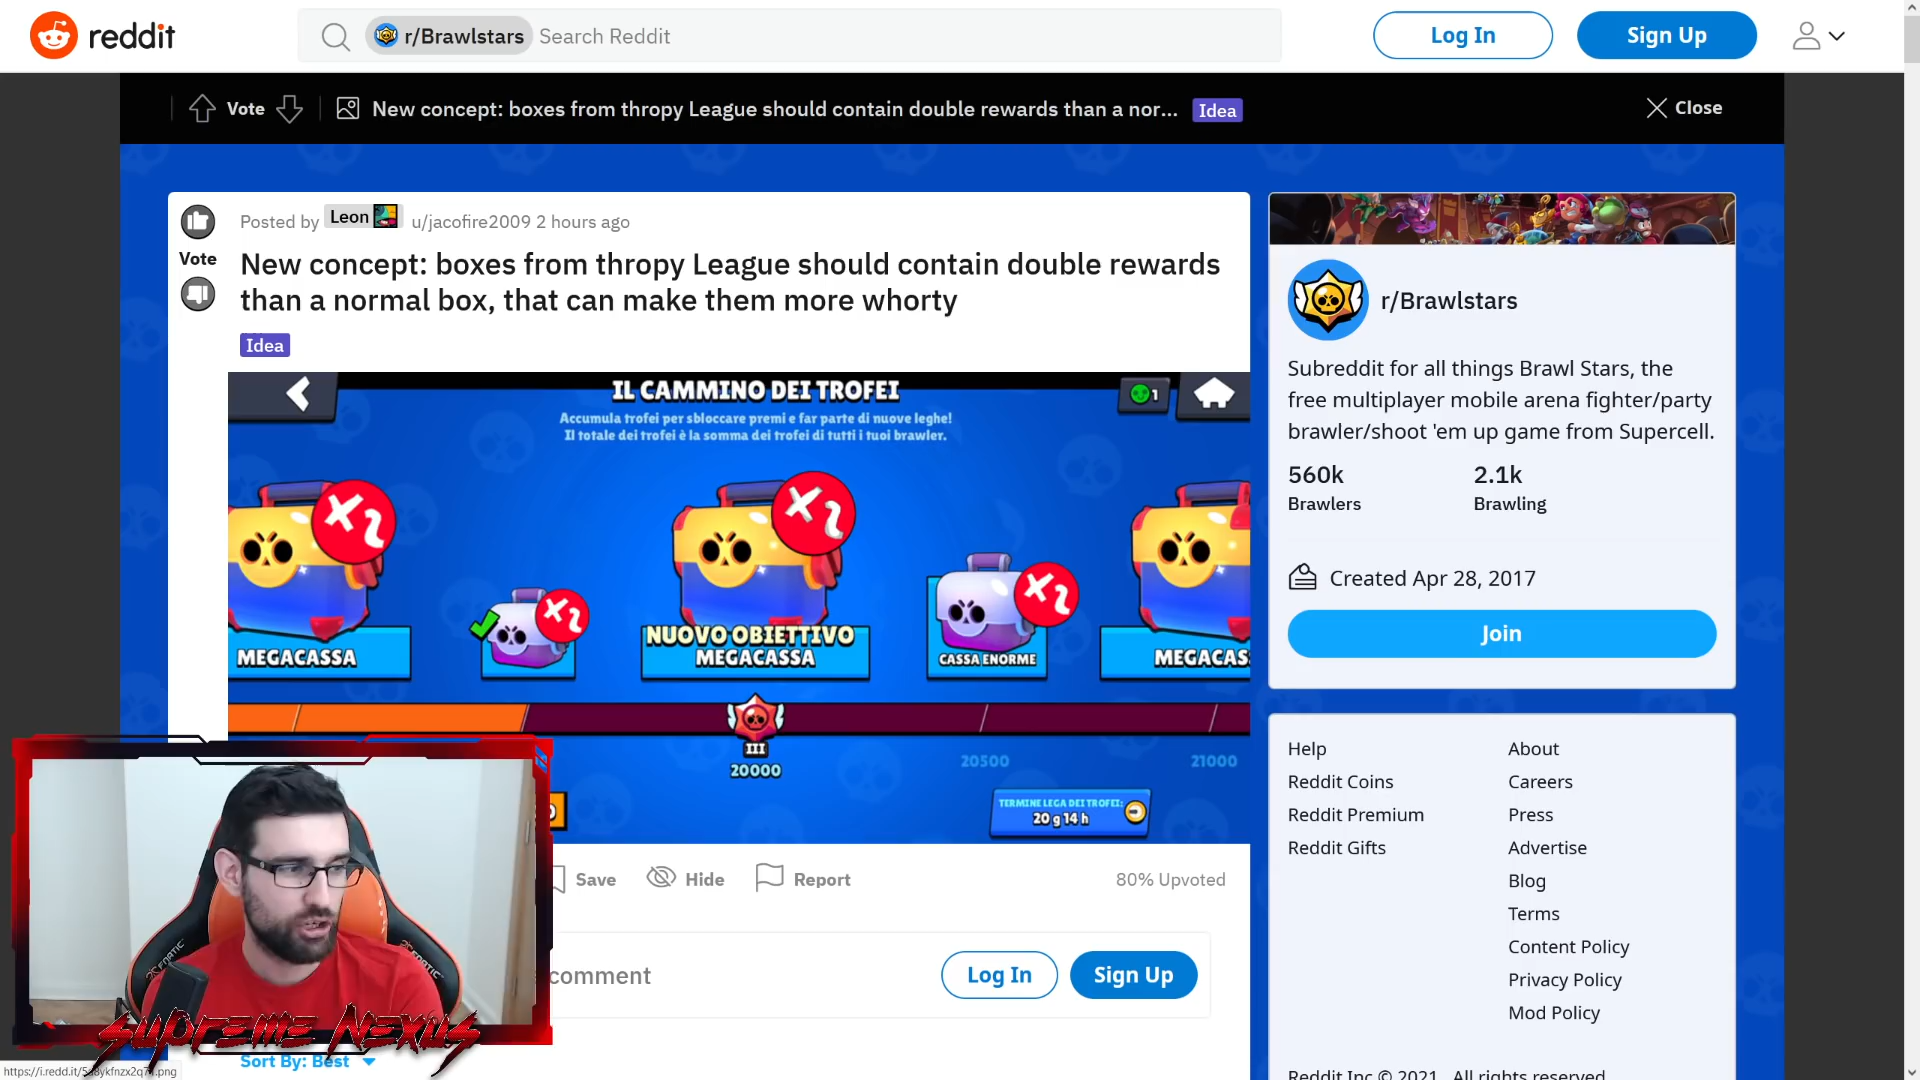 reddit
r/Brawlstars Search Reddit
Log In
Sign Up
Vote
New concept: boxes from thropy League should contain double rewards than a nor...
Idea
Close
Posted by Leon u/jacofire2009 2 hours ago
Vote
New concept: boxes from thropy League should contain double rewards
than a normal box, that can make them more whorty
Idea
IL CAMMINO DEI TROFEI
Accumula trofei per sbloccare premi e far parte di nuove leghe!
Il totale dei trofei è la somma dei trofei di tutti i tuoi brawler.
1
X2
X2
X2
X2
MEGACASSA
NUOVO OBIETTIVO
MEGACASSA
CASSA ENORME
MEGACAS
III
20000
20500
21000
TERMINE LEGA DEI TROFEI:
20 g 14 h
Save
Hide
Report
80% Upvoted
comment
Log In
Sign Up
Sort By: Best
r/Brawlstars
Subreddit for all things Brawl Stars, the
free multiplayer mobile arena fighter/party
brawler/shoot 'em up game from Supercell.
560k
Brawlers
2.1k
Brawling
Created Apr 28, 2017
Join
Help
Reddit Coins
Reddit Premium
Reddit Gifts
About
Careers
Press
Advertise
Blog
Terms
Content Policy
Privacy Policy
Mod Policy
Reddit Inc © 2021. All rights reserved
FNATIC
FNATIC
SUPREME NEXUS